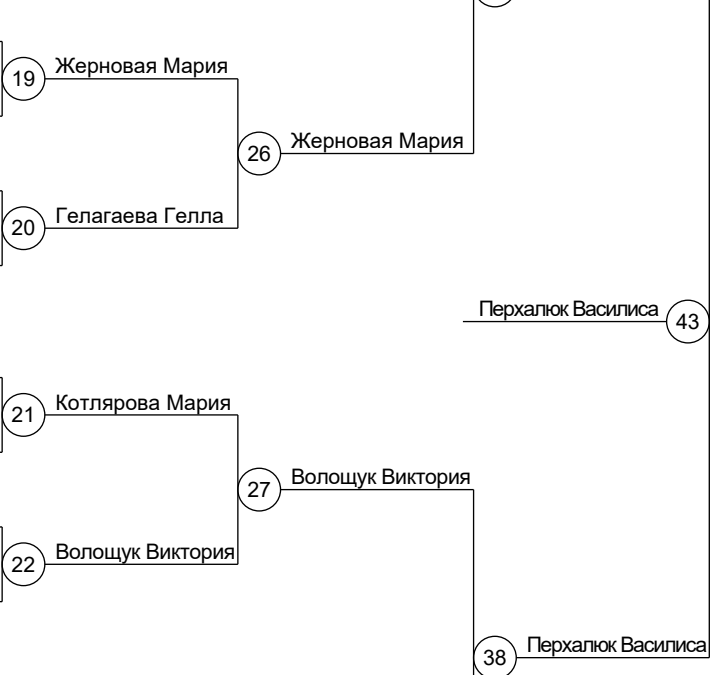 19
Жерновая Мария
26
Жерновая Мария
20
Гелагаева Гелла
Перхалюк Василиса
43
21
Котлярова Мария
27
Волощук Виктория
22
Волощук Виктория
38
Перхалюк Василиса